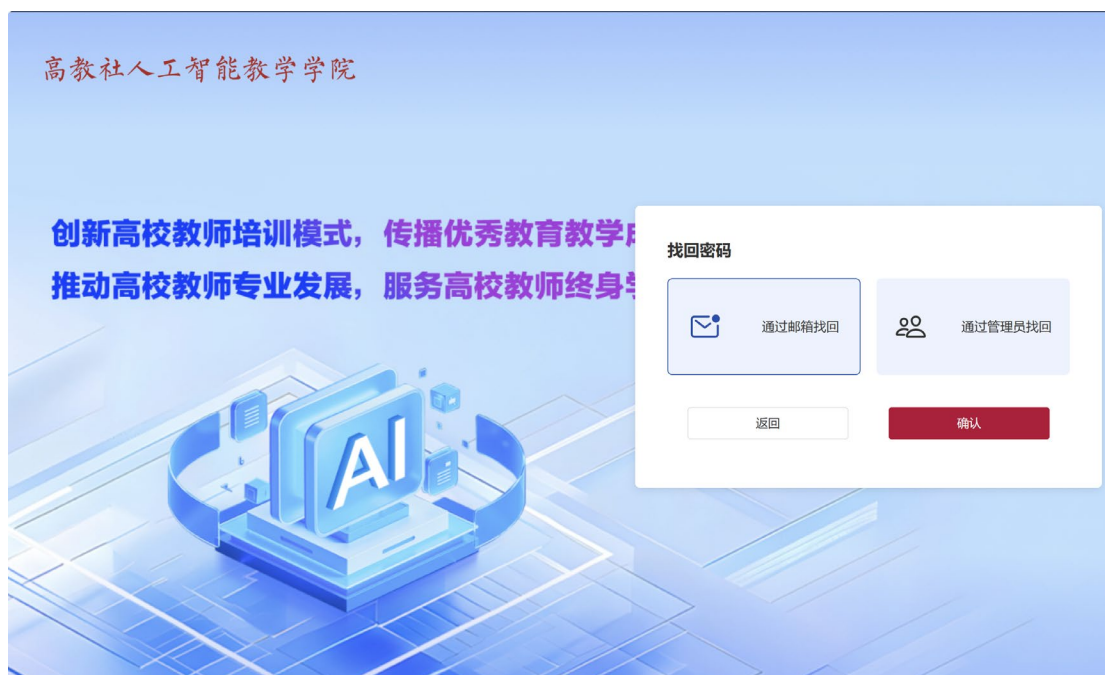 高教社人工智能教学学院
创新高校教师培训模式，传播优秀教育教学
推动高校教师专业发展，服务高校教师终身
找回密码
通过邮箱找回
通过管理员找回
返回
确认
AI